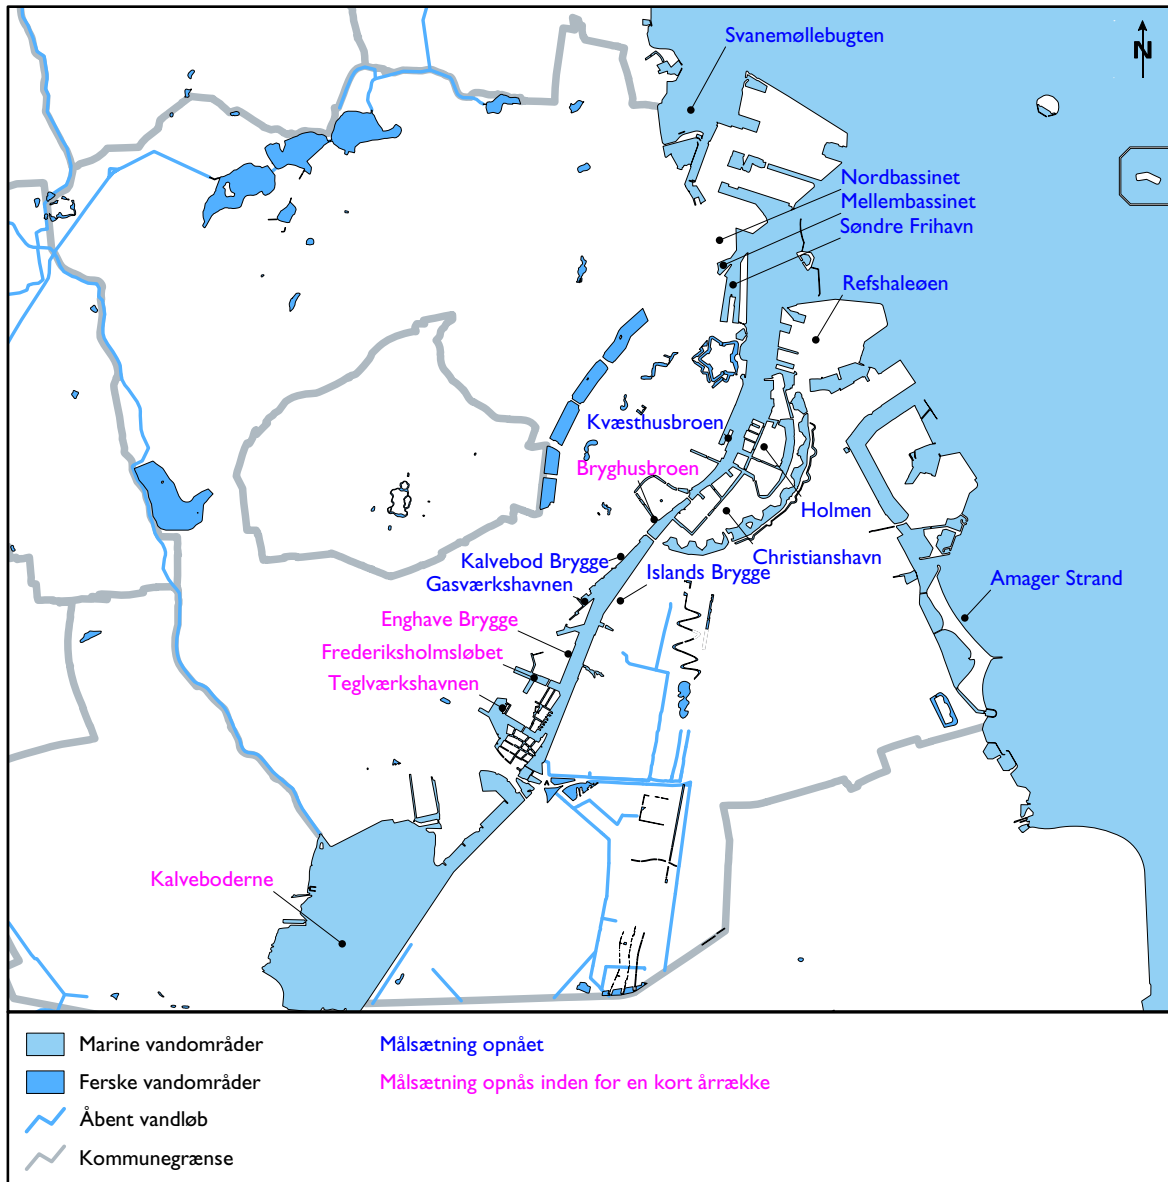 Svanemøllebugten
N
Nordbassinet
Mellembassinet
Søndre Frihavn
Refshaleøen
Kvæsthusbroen
Bryghusbroen
Holmen
Kalvebod Brygge
Christianshavn
Gasværkshavnen
Islands Brygge
Amager Strand
Enghave Brygge
Frederiksholmsløbet
Teglværkshavnen
Kalveboderne
Marine vandområder
Målsætning opnået
Ferske vandområder
Målsætning opnås inden for en kort årrække
Åbent vandløb
Kommunegrænse